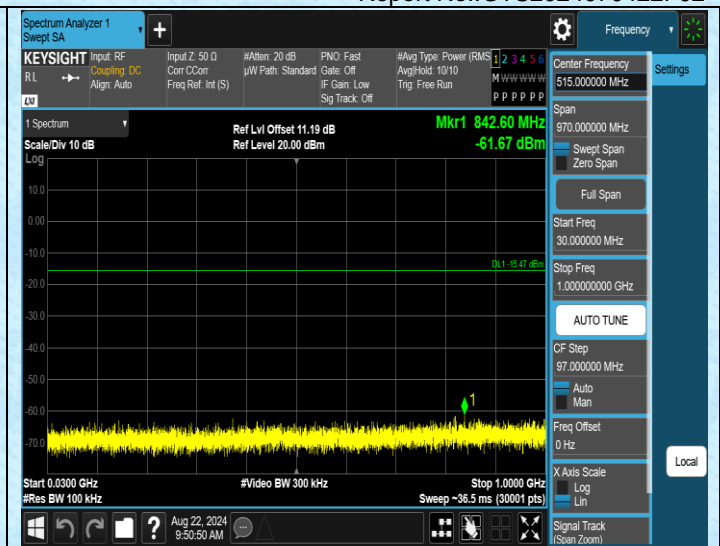 Spectrum Analyzer 1
Swept SA
+
Frequency
KEYSIGHT
RL
LXI
Input: RF
Coupling: DC
Align: Auto
Input Z: 50 Ω
Corr CCorr
Freq Ref: Int (S)
#Atten: 20 dB
µW Path: Standard
PNO: Fast
Gate: Off
IF Gain: Low
Sig Track: Off
#Avg Type: Power (RMS
Avg|Hold: 10/10
Trig: Free Run
1 2 3 4 5 6
M W W W W W
P P P P P P
1 Spectrum
Scale/Div 10 dB
Log
Ref Lvl Offset 11.19 dB
Ref Level 20.00 dBm
Mkr1 842.60 MHz
-61.67 dBm
10.0
0.00
-10.0
DL1 -15.47 dBm
-20.0
-30.0
-40.0
-50.0
-60.0
1
-70.0
Start 0.0300 GHz
#Video BW 300 kHz
Stop 1.0000 GHz
#Res BW 100 kHz
Sweep ~36.5 ms (30001 pts)
?
Aug 22, 2024
9:50:50 AM
Center Frequency
515.000000 MHz
Settings
Span
970.000000 MHz
Swept Span
Zero Span
Full Span
Start Freq
30.000000 MHz
Stop Freq
1.000000000 GHz
AUTO TUNE
CF Step
97.000000 MHz
Auto
Man
Freq Offset
0 Hz
X Axis Scale
Log
Lin
Local
Signal Track
(Span Zoom)